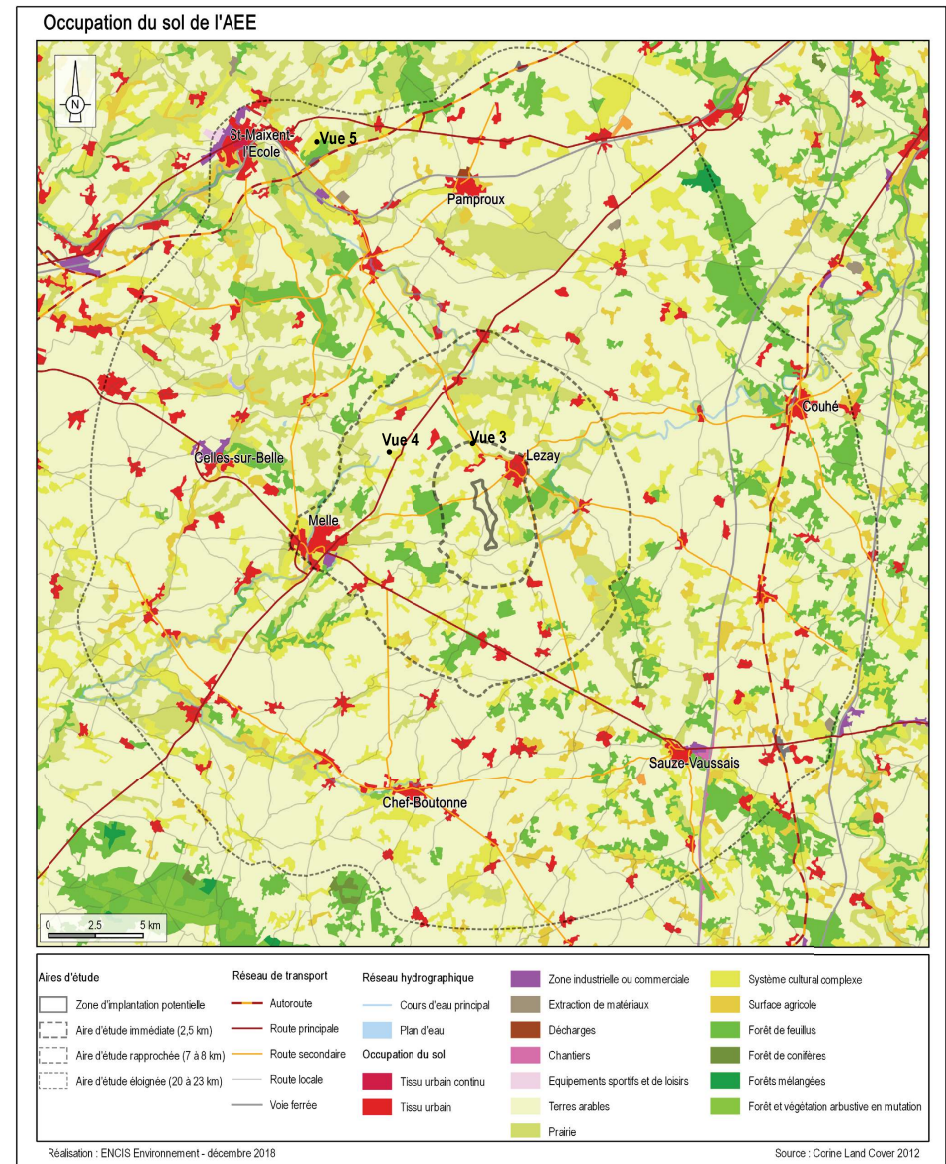 Occupation du sol de l'AEE
N
St-Maixent-
l'École
Vue 5
Pamproux
Couhé
Vue 4
Vue 3
Lezay
Celles-sur-Belle
Melle
Sauze-Vaussais
Chef-Boutonne
0 2.5 5 km
Aires d'étude
Zone d'implantation potentielle
Aire d'étude immédiate (2,5 km)
Aire d'étude rapprochée (7 à 8 km)
Aire d'étude éloignée (20 à 23 km)
Réseau de transport
Autoroute
Route principale
Route secondaire
Route locale
Voie ferrée
Réseau hydrographique
Cours d'eau principal
Plan d'eau
Occupation du sol
Tissu urbain continu
Tissu urbain
Zone industrielle ou commerciale
Extraction de matériaux
Décharges
Chantiers
Equipements sportifs et de loisirs
Terres arables
Prairie
Système cultural complexe
Surface agricole
Forêt de feuillus
Forêt de conifères
Forêts mélangées
Forêt et végétation arbustive en mutation
Réalisation : ENCIS Environnement - décembre 2018
Source : Corine Land Cover 2012